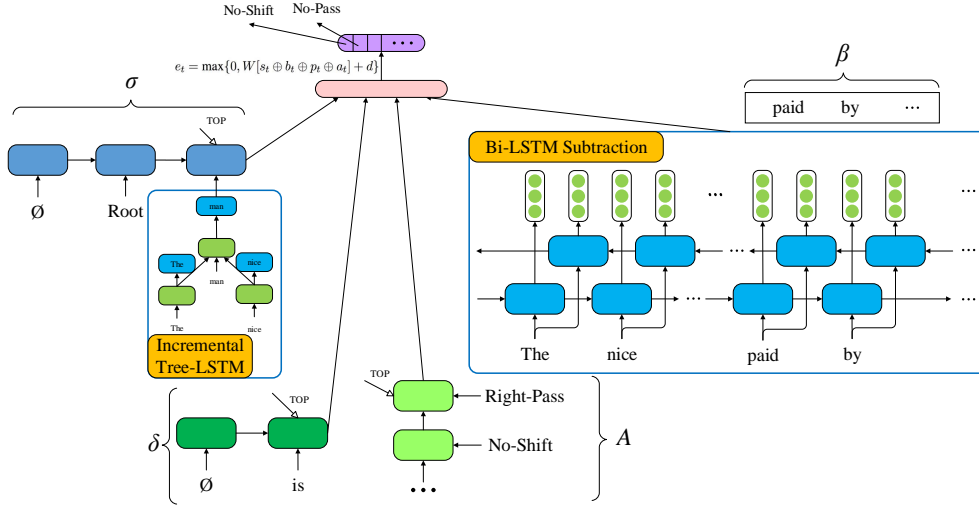 No-Shift
No-Pass
•••
e_t = max{0, W[s_t ⊕ b_t ⊕ p_t ⊕ a_t] + d}
σ
TOP
Ø
Root
man
The
nice
man
The
nice
Incremental
Tree-LSTM
β
paid by ...
Bi-LSTM Subtraction
... ...
... ...
... ...
The nice paid by
δ
TOP
Ø
is
TOP
Right-Pass
No-Shift
•••
A